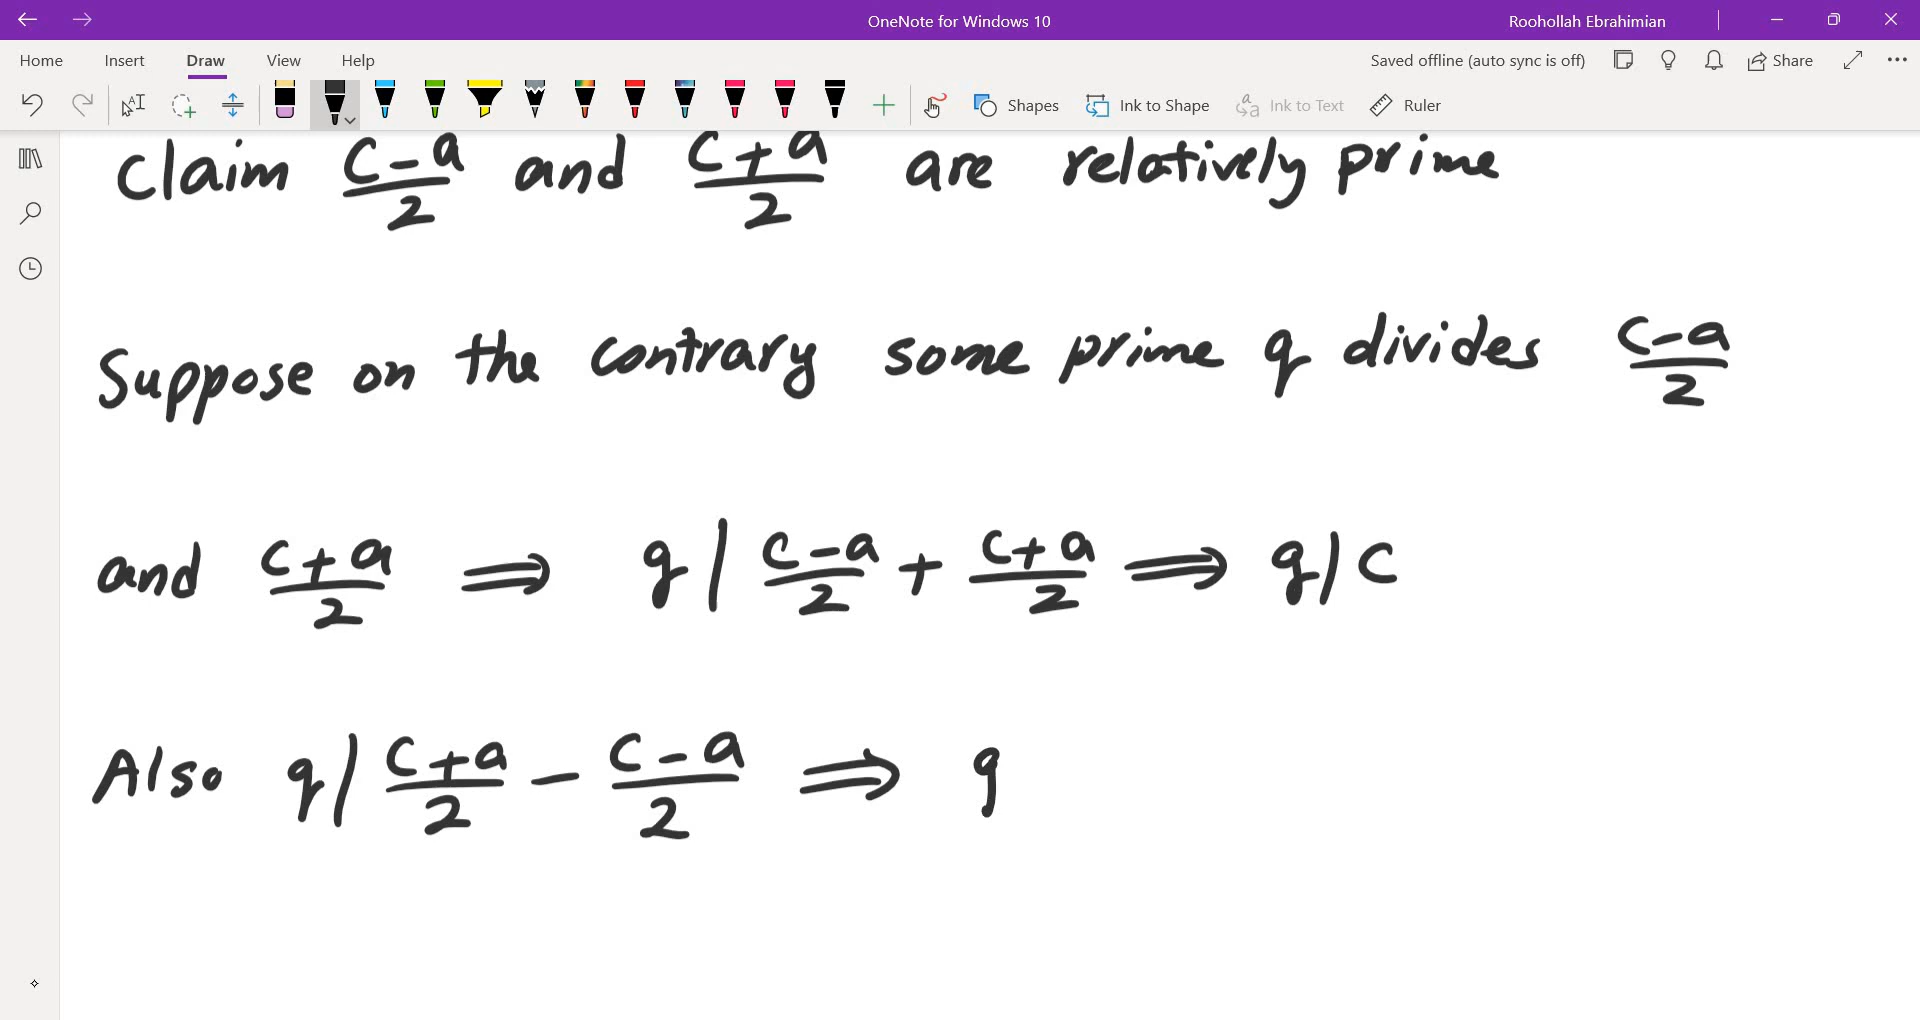 OneNote for Windows 10
Roohollah Ebrahimian
Home Insert Draw View Help
Saved offline (auto sync is off) Share
Shapes Ink to Shape Ink to Text Ruler
Claim (c-a)/2 and (c+a)/2 are relatively prime
Suppose on the contrary some prime q divides (c-a)/2
and (c+a)/2 ⟹ q | (c-a)/2 + (c+a)/2 ⟹ q | c
Also q | (c+a)/2 - (c-a)/2 ⟹ q